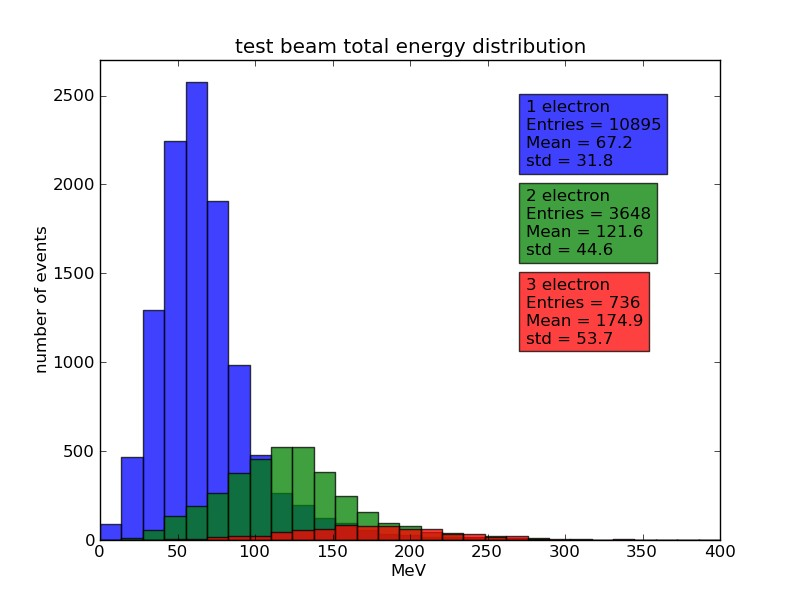 test beam total energy distribution
1 electron
Entries = 10895
Mean = 67.2
std = 31.8
2 electron
Entries = 3648
Mean = 121.6
std = 44.6
3 electron
Entries = 736
Mean = 174.9
std = 53.7
number of events
2500
2000
1500
1000
500
0
0 50 100 150 200 250 300 350 400
MeV